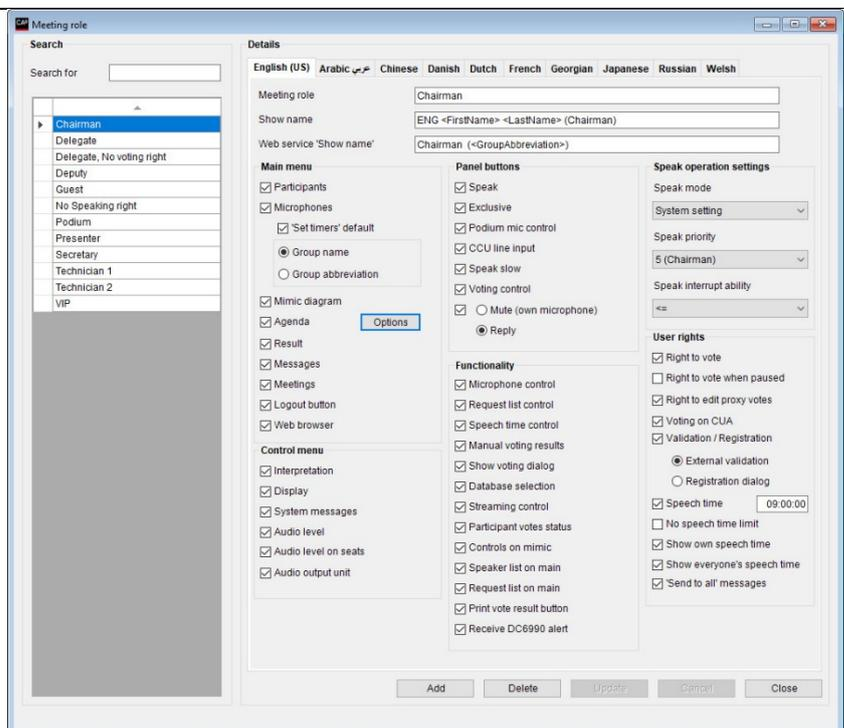 CAP Meeting role
Search
Search for
Chairman
Delegate
Delegate, No voting right
Deputy
Guest
No Speaking right
Podium
Presenter
Secretary
Technician 1
Technician 2
VIP
Details
English (US) Arabic عربي Chinese Danish Dutch French Georgian Japanese Russian Welsh
Meeting role Chairman
Show name ENG <FirstName> <LastName> (Chairman)
Web service 'Show name' Chairman (<GroupAbbreviation>)
Main menu
Participants
Microphones
'Set timers' default
Group name
Group abbreviation
Mimic diagram
Agenda Options
Result
Messages
Meetings
Logout button
Web browser
Control menu
Interpretation
Display
System messages
Audio level
Audio level on seats
Audio output unit
Panel buttons
Speak
Exclusive
Podium mic control
CCU line input
Speak slow
Voting control
Mute (own microphone)
Reply
Functionality
Microphone control
Request list control
Speech time control
Manual voting results
Show voting dialog
Database selection
Streaming control
Participant votes status
Controls on mimic
Speaker list on main
Request list on main
Print vote result button
Receive DC6990 alert
Speak operation settings
Speak mode
System setting
Speak priority
5 (Chairman)
Speak interrupt ability
<=
User rights
Right to vote
Right to vote when paused
Right to edit proxy votes
Voting on CUA
Validation / Registration
External validation
Registration dialog
Speech time 09:00:00
No speech time limit
Show own speech time
Show everyone's speech time
'Send to all' messages
Add Delete Update Cancel Close